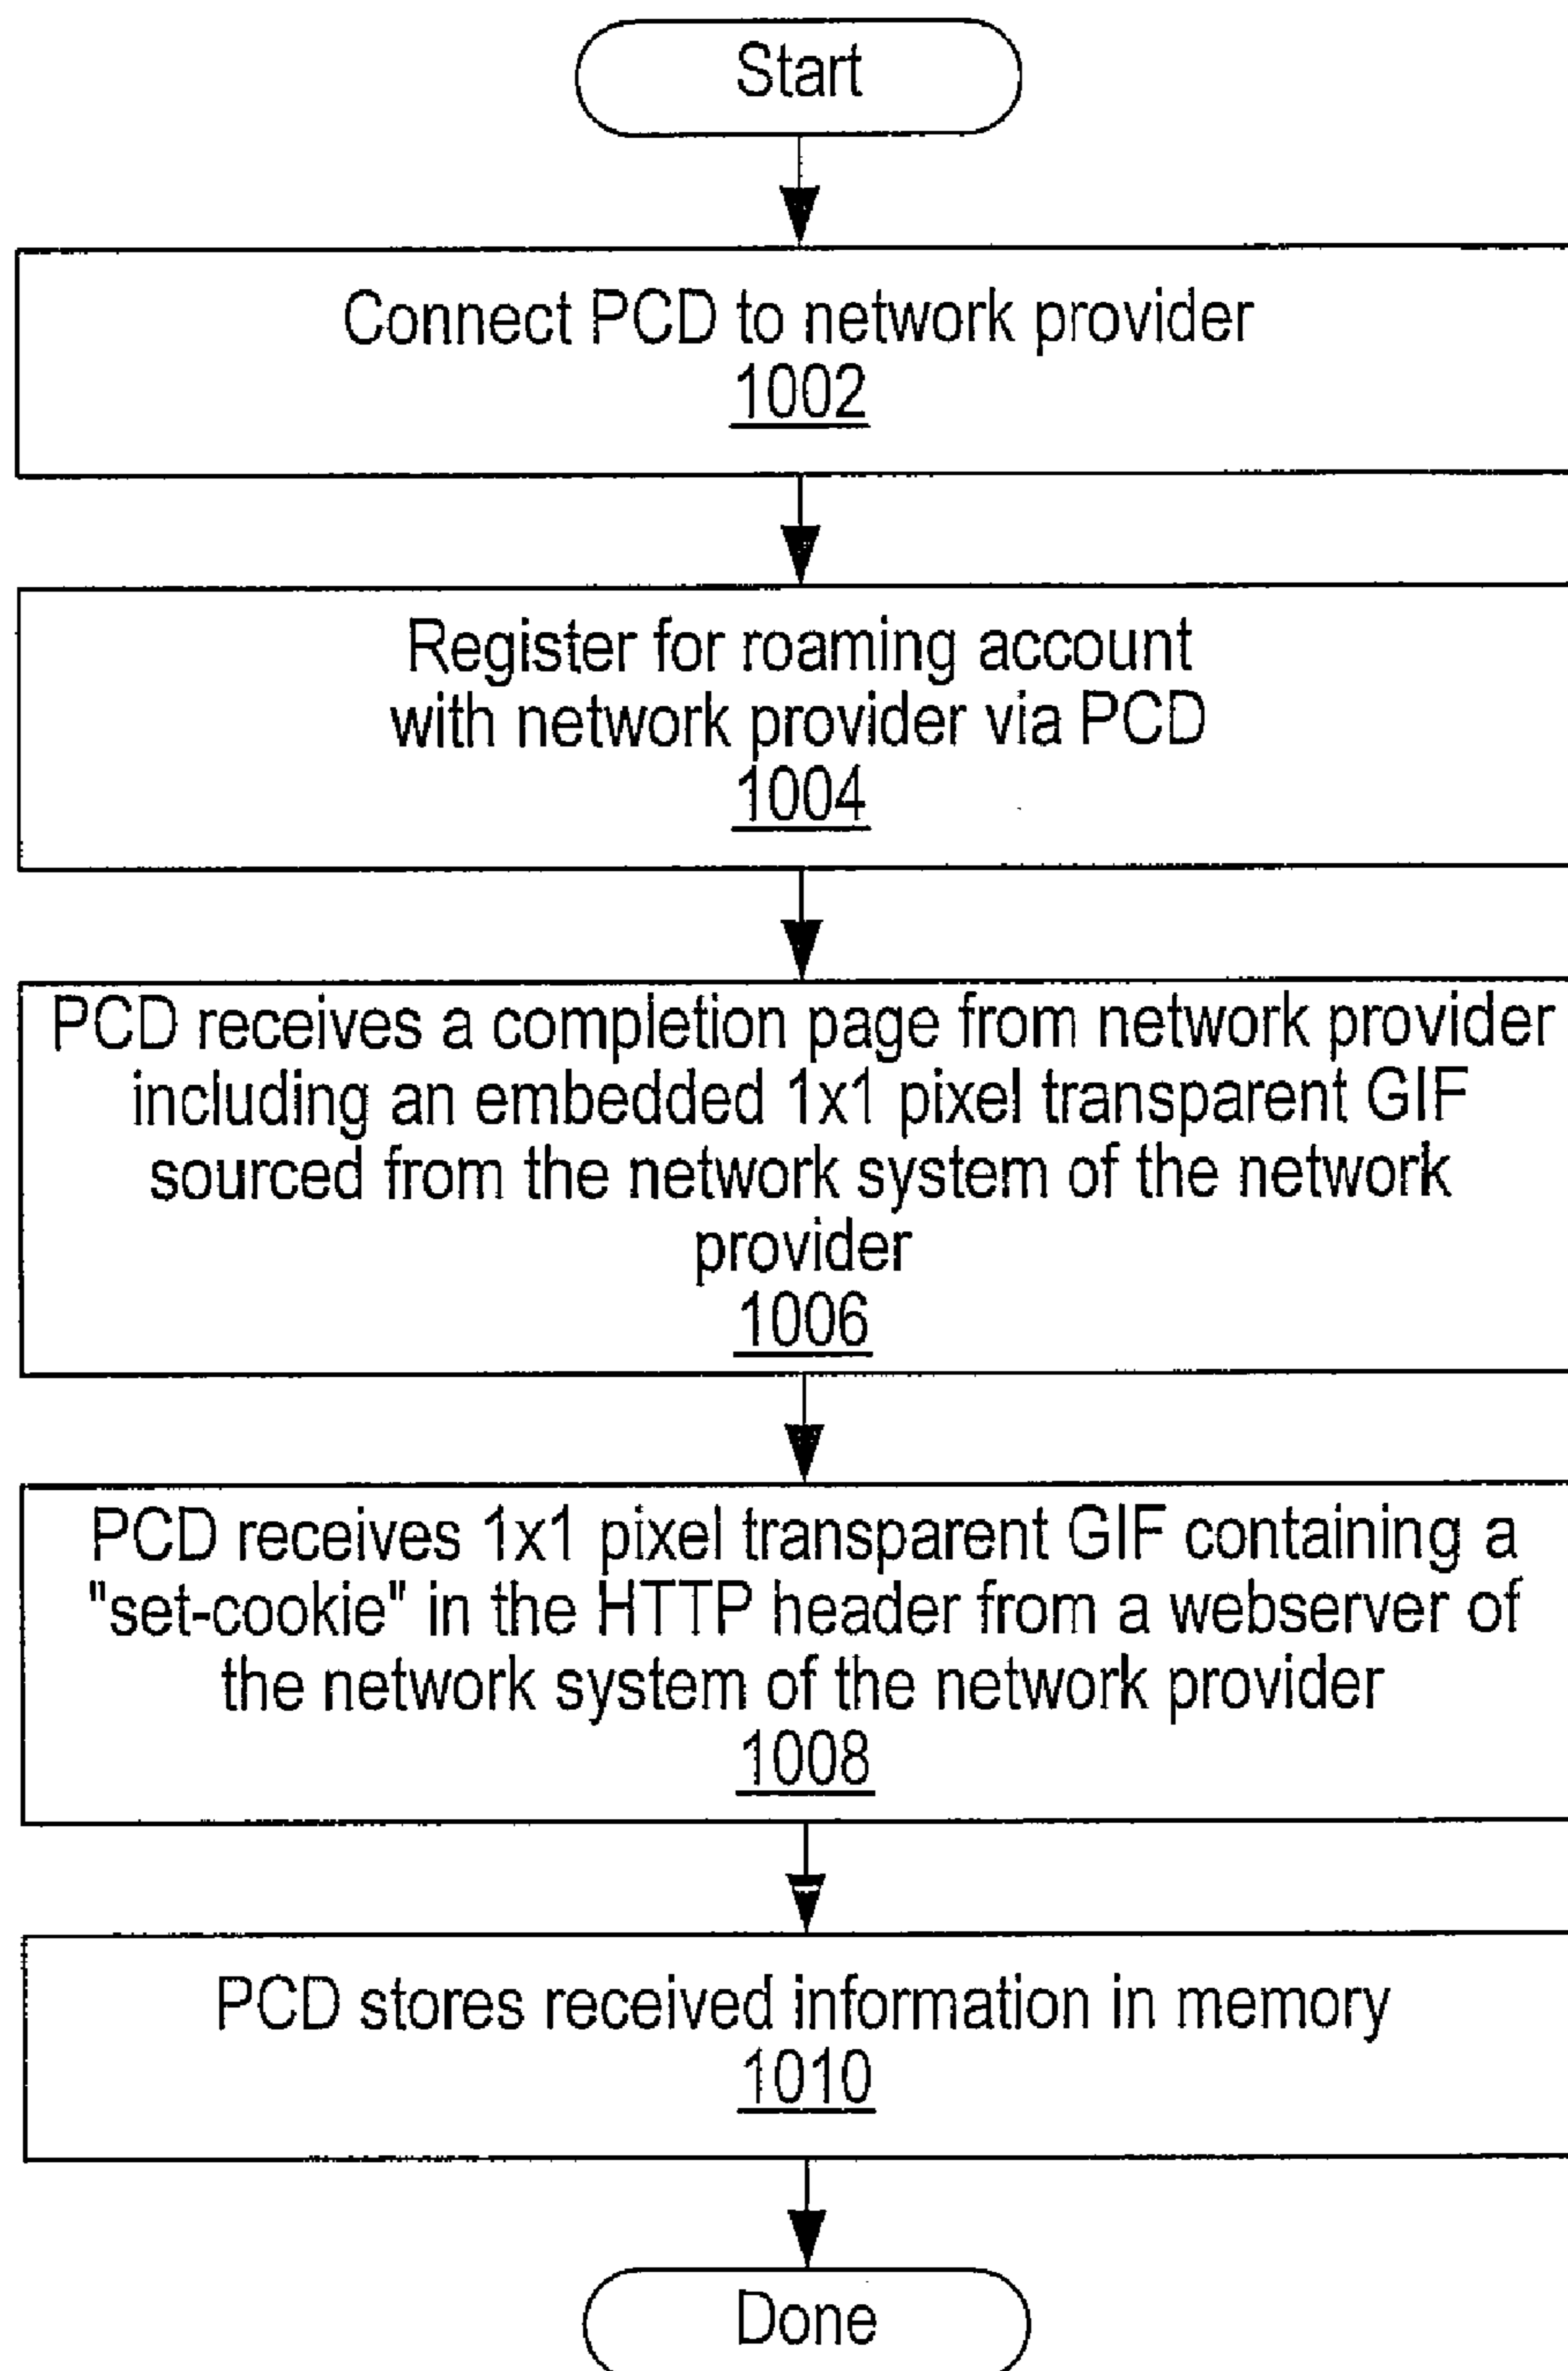 Start
Connect PCD to network provider
1002
Register for roaming account
with network provider via PCD
1004
PCD receives a completion page from network provider
including an embedded 1x1 pixel transparent GIF
sourced from the network system of the network
provider
1006
PCD receives 1x1 pixel transparent GIF containing a
"set-cookie" in the HTTP header from a webserver of
the network system of the network provider
1008
PCD stores received information in memory
1010
Done